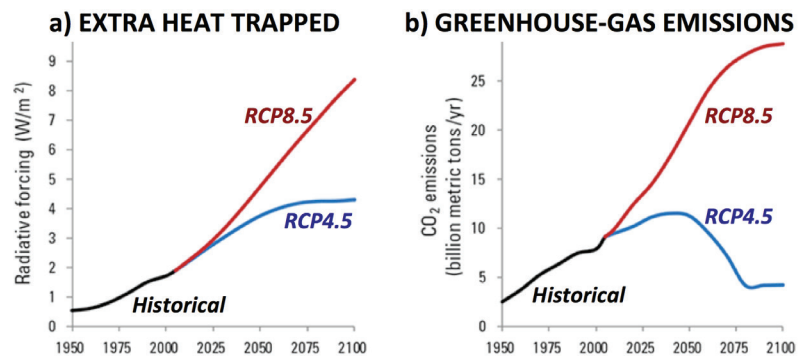 a) EXTRA HEAT TRAPPED
Radiative forcing (W/m²)
9
8
7
6
5
4
3
2
1
0
RCP8.5
RCP4.5
Historical
1950 1975 2000 2025 2050 2075 2100
b) GREENHOUSE-GAS EMISSIONS
CO₂ emissions
(billion metric tons/yr)
25
20
15
10
5
0
RCP8.5
RCP4.5
Historical
1950 1975 2000 2025 2050 2075 2100